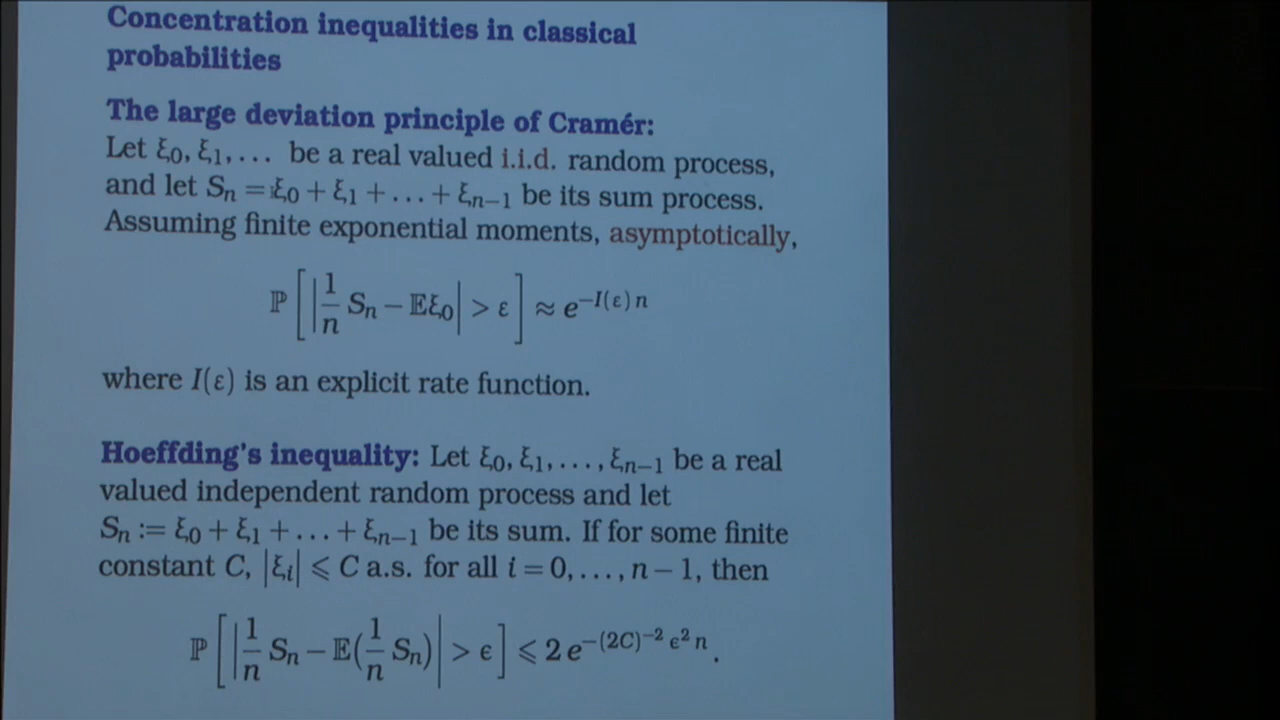 Concentration inequalities in classical
probabilities
The large deviation principle of Cramér:
Let ξ₀, ξ₁, … be a real valued i.i.d. random process,
and let Sₙ = ξ₀ + ξ₁ + … + ξₙ₋₁ be its sum process.
Assuming finite exponential moments, asymptotically,
ℙ[|1/n Sₙ − 𝔼ξ₀| > ε] ≈ e^{−I(ε) n}
where I(ε) is an explicit rate function.
Hoeffding's inequality: Let ξ₀, ξ₁, …, ξₙ₋₁ be a real
valued independent random process and let
Sₙ := ξ₀ + ξ₁ + … + ξₙ₋₁ be its sum. If for some finite
constant C, |ξᵢ| ⩽ C a.s. for all i = 0, …, n − 1, then
ℙ[|1/n Sₙ − 𝔼(1/n Sₙ)| > ϵ] ⩽ 2 e^{−(2C)^{−2} ϵ² n}.